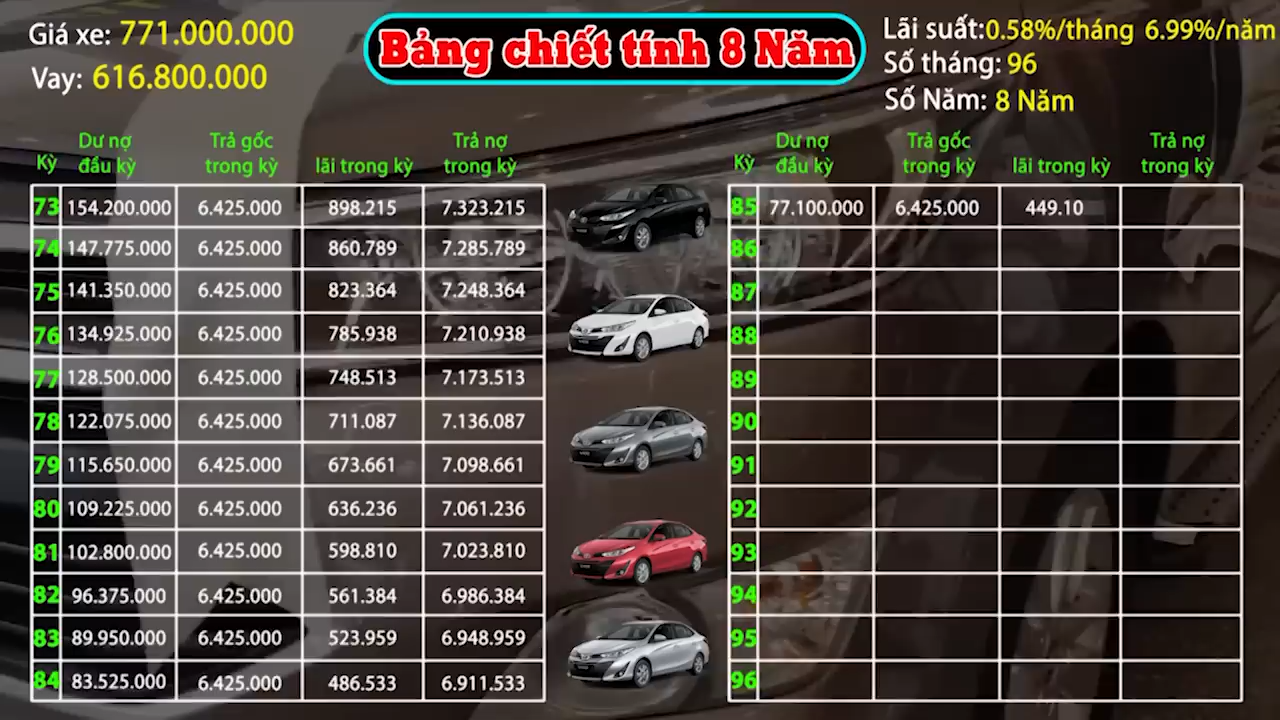 Giá xe: 771.000.000
Vay: 616.800.000
Bảng chiết tính 8 Năm
Lãi suất:0.58%/tháng 6.99%/năm
Số tháng: 96
Số Năm: 8 Năm
Kỳ Dư nợ đầu kỳ Trả gốc trong kỳ lãi trong kỳ Trả nợ trong kỳ
73 154.200.000 6.425.000 898.215 7.323.215
74 147.775.000 6.425.000 860.789 7.285.789
75 141.350.000 6.425.000 823.364 7.248.364
76 134.925.000 6.425.000 785.938 7.210.938
77 128.500.000 6.425.000 748.513 7.173.513
78 122.075.000 6.425.000 711.087 7.136.087
79 115.650.000 6.425.000 673.661 7.098.661
80 109.225.000 6.425.000 636.236 7.061.236
81 102.800.000 6.425.000 598.810 7.023.810
82 96.375.000 6.425.000 561.384 6.986.384
83 89.950.000 6.425.000 523.959 6.948.959
84 83.525.000 6.425.000 486.533 6.911.533
Kỳ Dư nợ đầu kỳ Trả gốc trong kỳ lãi trong kỳ Trả nợ trong kỳ
85 77.100.000 6.425.000 449.10
86
87
88
89
90
91
92
93
94
95
96